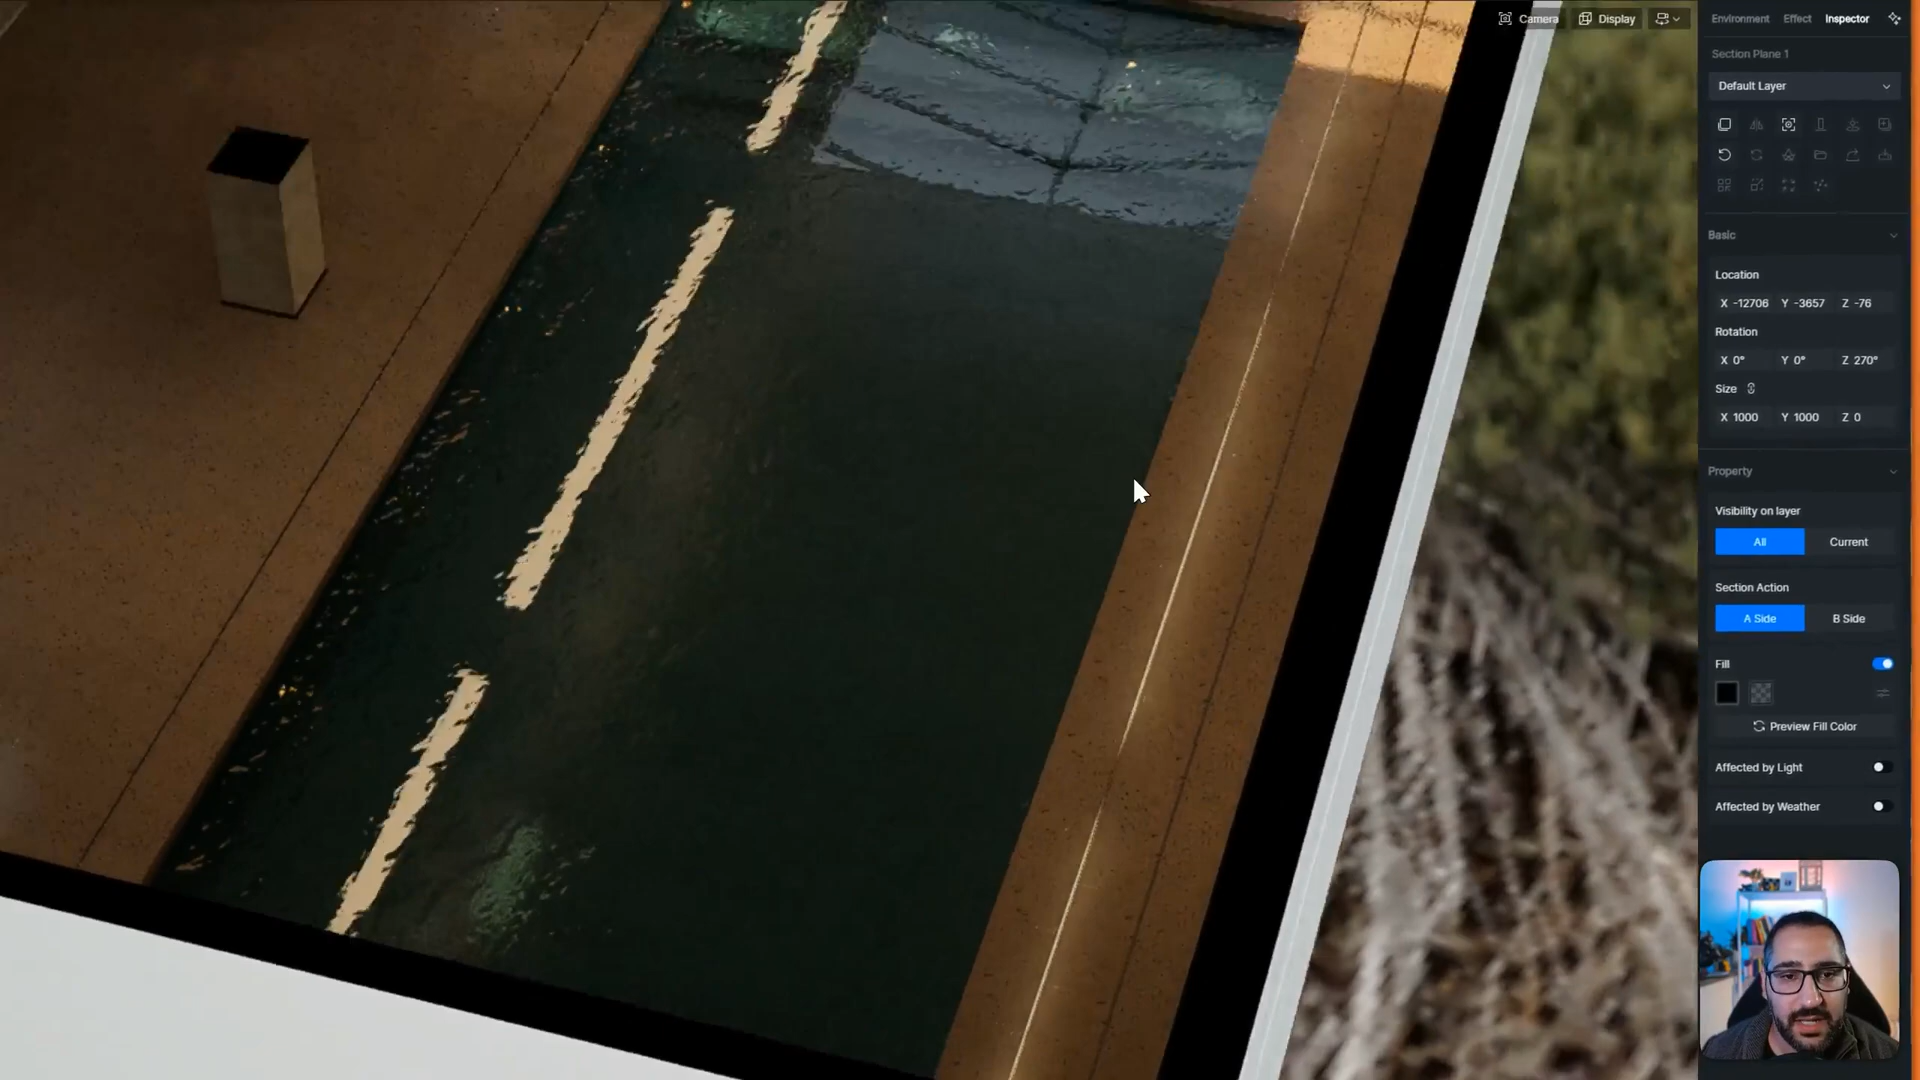 Camera Display
Environment Effect Inspector
Section Plane 1
Default Layer
Basic
Location
X -12706 Y -3657 Z -76
Rotation
X 0° Y 0° Z 270°
Size
X 1000 Y 1000 Z 0
Property
Visibility on layer
All Current
Section Action
A Side B Side
Fill
Preview Fill Color
Affected by Light
Affected by Weather